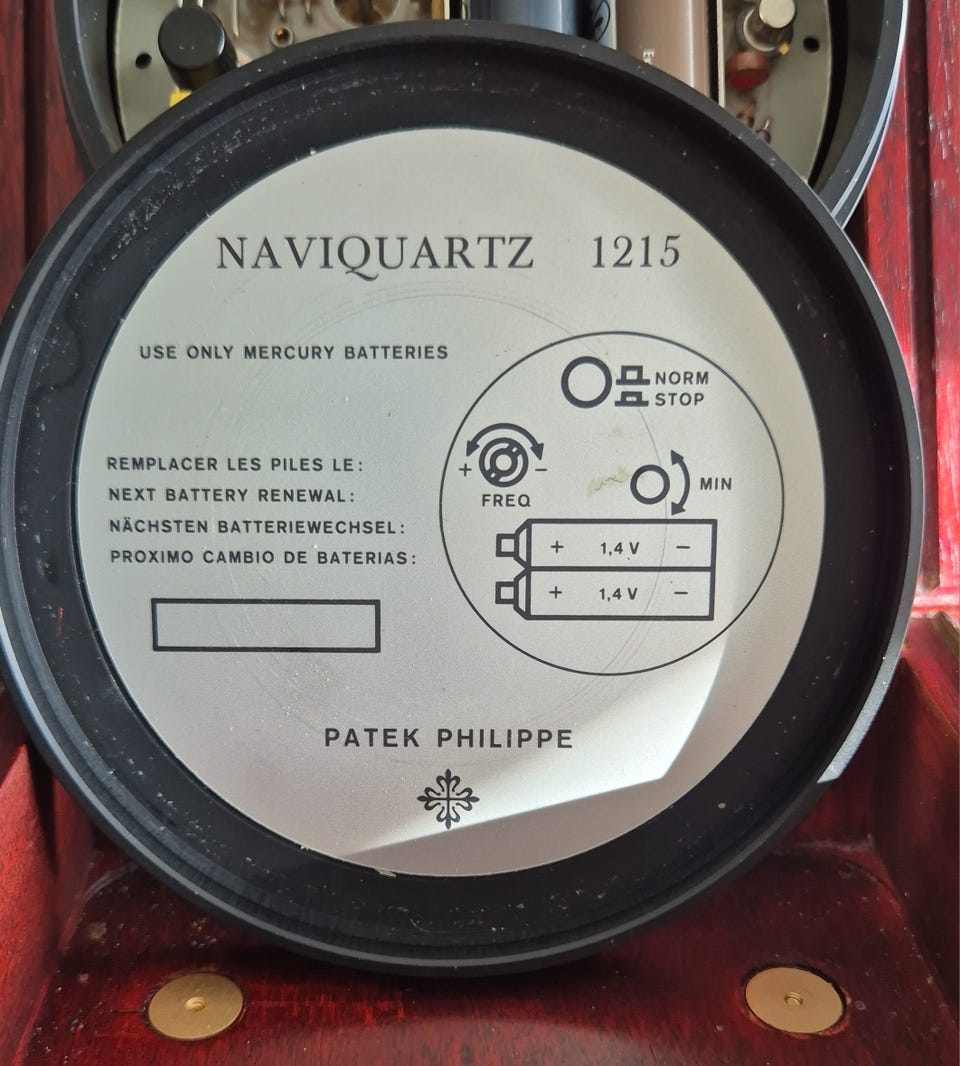 NAVIQUARTZ 1215
USE ONLY MERCURY BATTERIES
NORM
STOP
+ −
FREQ
MIN
REMPLACER LES PILES LE:
NEXT BATTERY RENEWAL:
NÄCHSTEN BATTERIEWECHSEL:
PROXIMO CAMBIO DE BATERIAS:
+ 1,4 V −
+ 1,4 V −
PATEK PHILIPPE